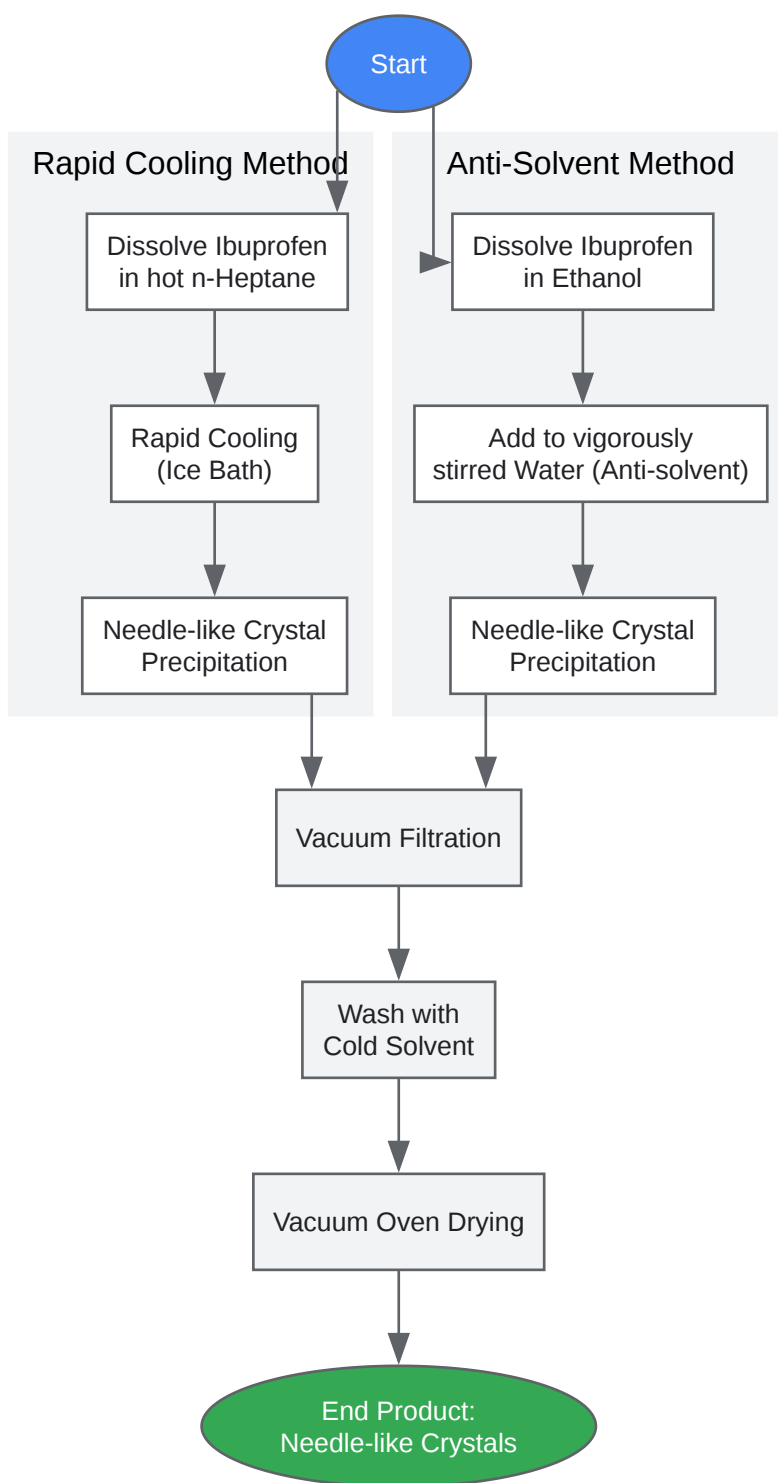 Start
Rapid Cooling Method
Dissolve Ibuprofen
in hot n-Heptane
Rapid Cooling
(Ice Bath)
Needle-like Crystal
Precipitation
Anti-Solvent Method
Dissolve Ibuprofen
in Ethanol
Add to vigorously
stirred Water (Anti-solvent)
Needle-like Crystal
Precipitation
Vacuum Filtration
Wash with
Cold Solvent
Vacuum Oven Drying
End Product:
Needle-like Crystals